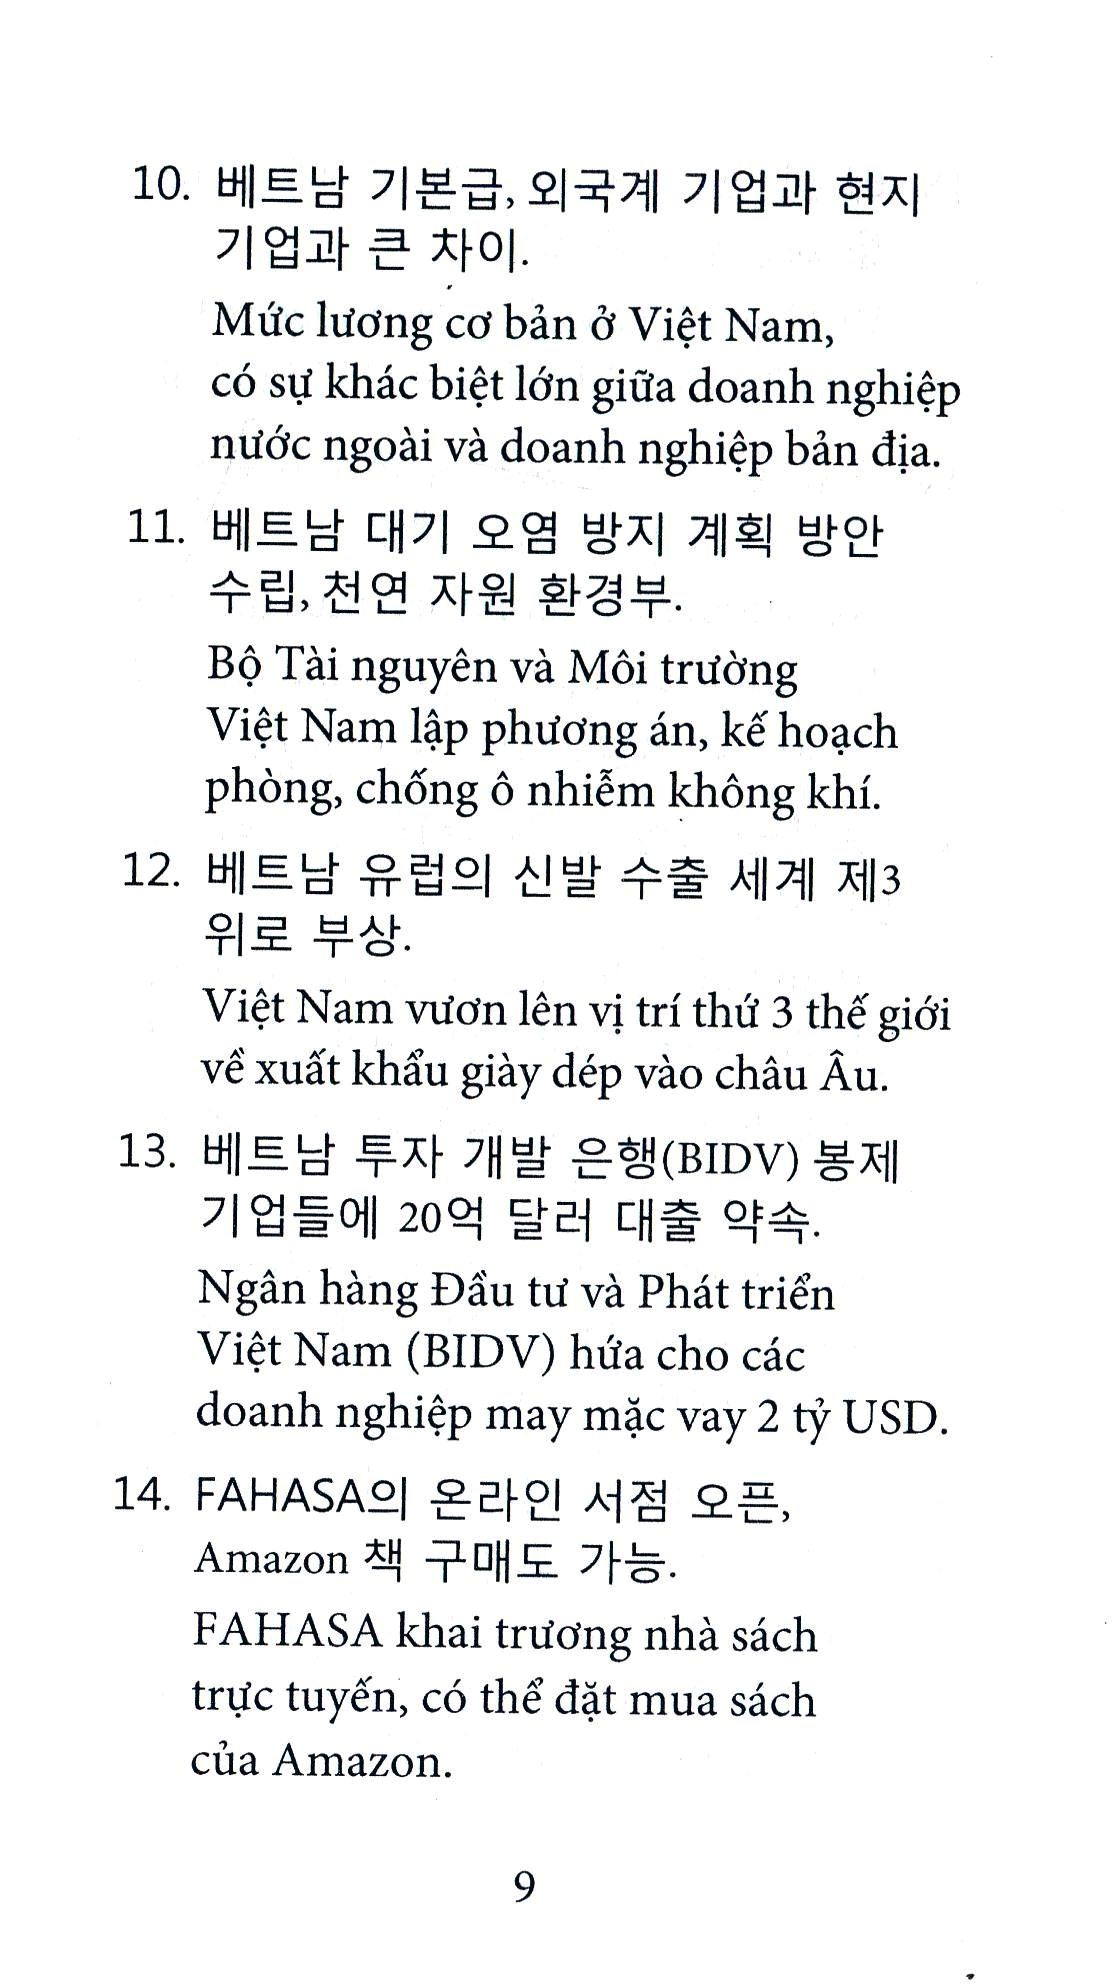 10. 베트남 기본급, 외국계 기업과 현지
기업과 큰 차이.
Mức lương cơ bản ở Việt Nam,
có sự khác biệt lớn giữa doanh nghiệp
nước ngoài và doanh nghiệp bản địa.
11. 베트남 대기 오염 방지 계획 방안
수립, 천연 자원 환경부.
Bộ Tài nguyên và Môi trường
Việt Nam lập phương án, kế hoạch
phòng, chống ô nhiễm không khí.
12. 베트남 유럽의 신발 수출 세계 제3
위로 부상.
Việt Nam vươn lên vị trí thứ 3 thế giới
về xuất khẩu giày dép vào châu Âu.
13. 베트남 투자 개발 은행(BIDV) 봉제
기업들에 20억 달러 대출 약속.
Ngân hàng Đầu tư và Phát triển
Việt Nam (BIDV) hứa cho các
doanh nghiệp may mặc vay 2 tỷ USD.
14. FAHASA의 온라인 서점 오픈,
Amazon 책 구매도 가능.
FAHASA khai trương nhà sách
trực tuyến, có thể đặt mua sách
của Amazon.
9